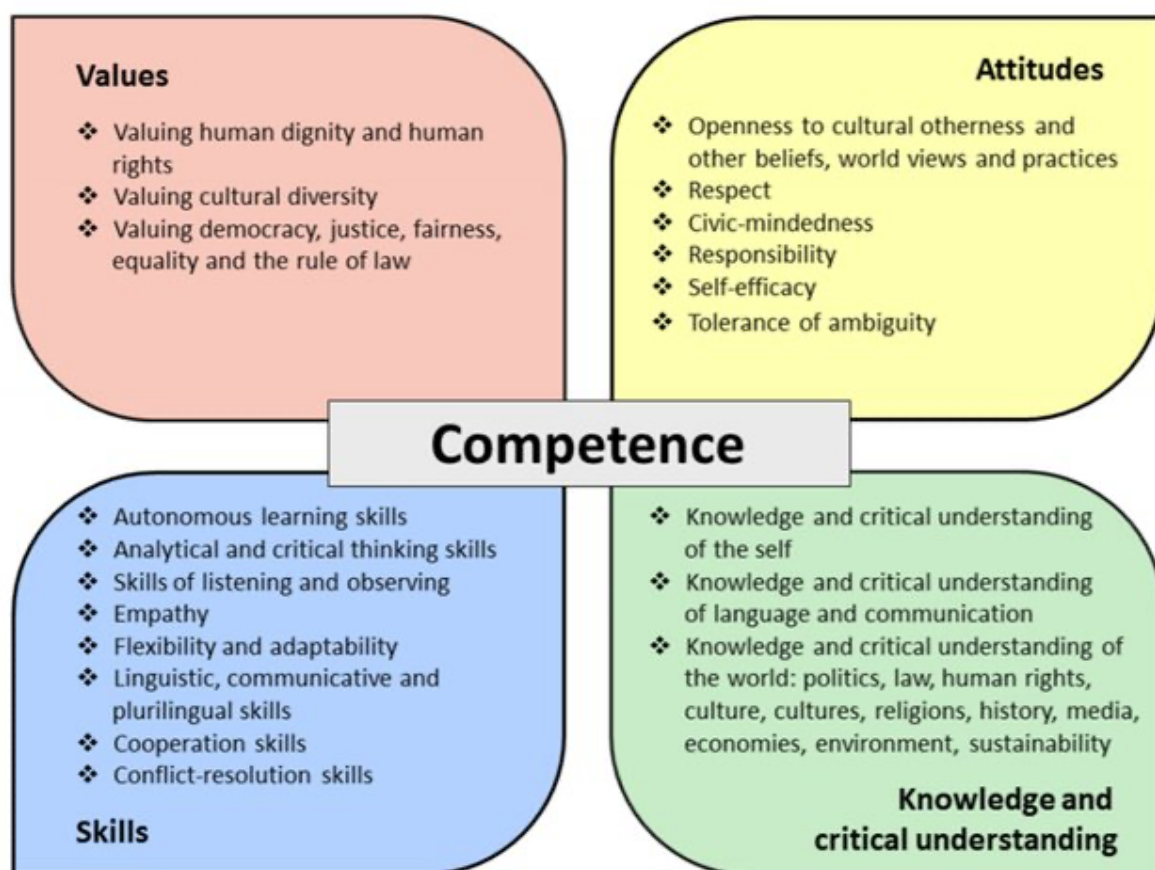 Values
❖ Valuing human dignity and human
rights
❖ Valuing cultural diversity
❖ Valuing democracy, justice, fairness,
equality and the rule of law
Attitudes
❖ Openness to cultural otherness and
other beliefs, world views and practices
❖ Respect
❖ Civic-mindedness
❖ Responsibility
❖ Self-efficacy
❖ Tolerance of ambiguity
Competence
❖ Autonomous learning skills
❖ Analytical and critical thinking skills
❖ Skills of listening and observing
❖ Empathy
❖ Flexibility and adaptability
❖ Linguistic, communicative and
plurilingual skills
❖ Cooperation skills
❖ Conflict-resolution skills
Skills
❖ Knowledge and critical understanding
of the self
❖ Knowledge and critical understanding
of language and communication
❖ Knowledge and critical understanding of
the world: politics, law, human rights,
culture, cultures, religions, history, media,
economies, environment, sustainability
Knowledge and
critical understanding